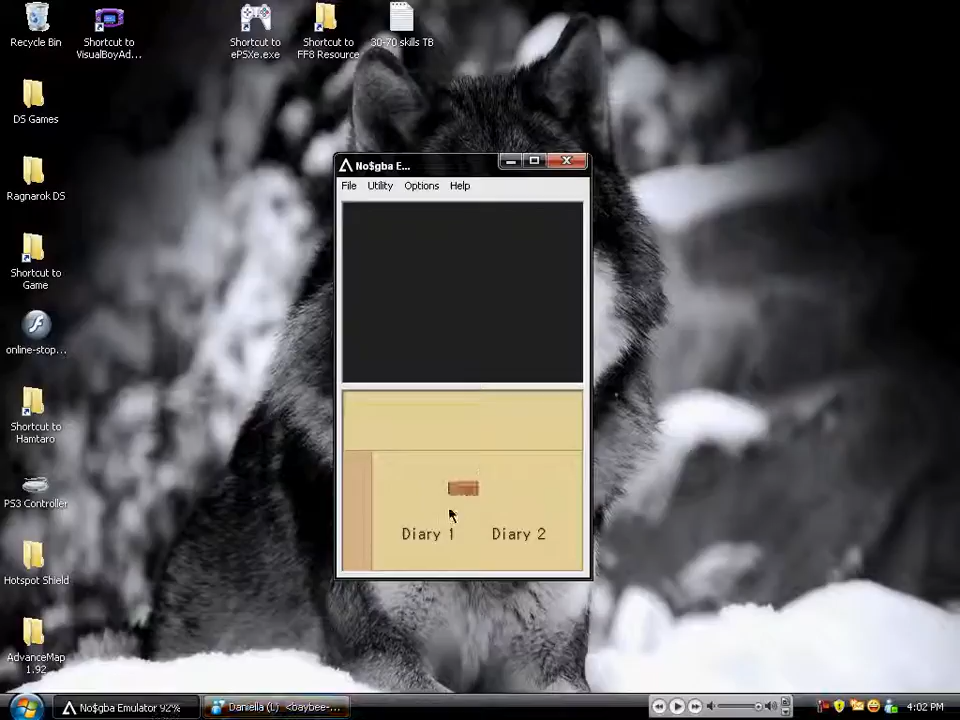 Recycle Bin
Shortcut to
VisualBoyAd...
Shortcut to
ePSXe.exe
Shortcut to
FF8 Resource
30-70 skills TB
DS Games
Ragnarok DS
Shortcut to
Game
online-stop...
Shortcut to
Hamtaro
PS3 Controller
Hotspot Shield
AdvanceMap
1.92
No$gba E...
File Utility Options Help
Diary 1 Diary 2
No$gba Emulator 92%
Daniella (L) <baybee-...
4:02 PM